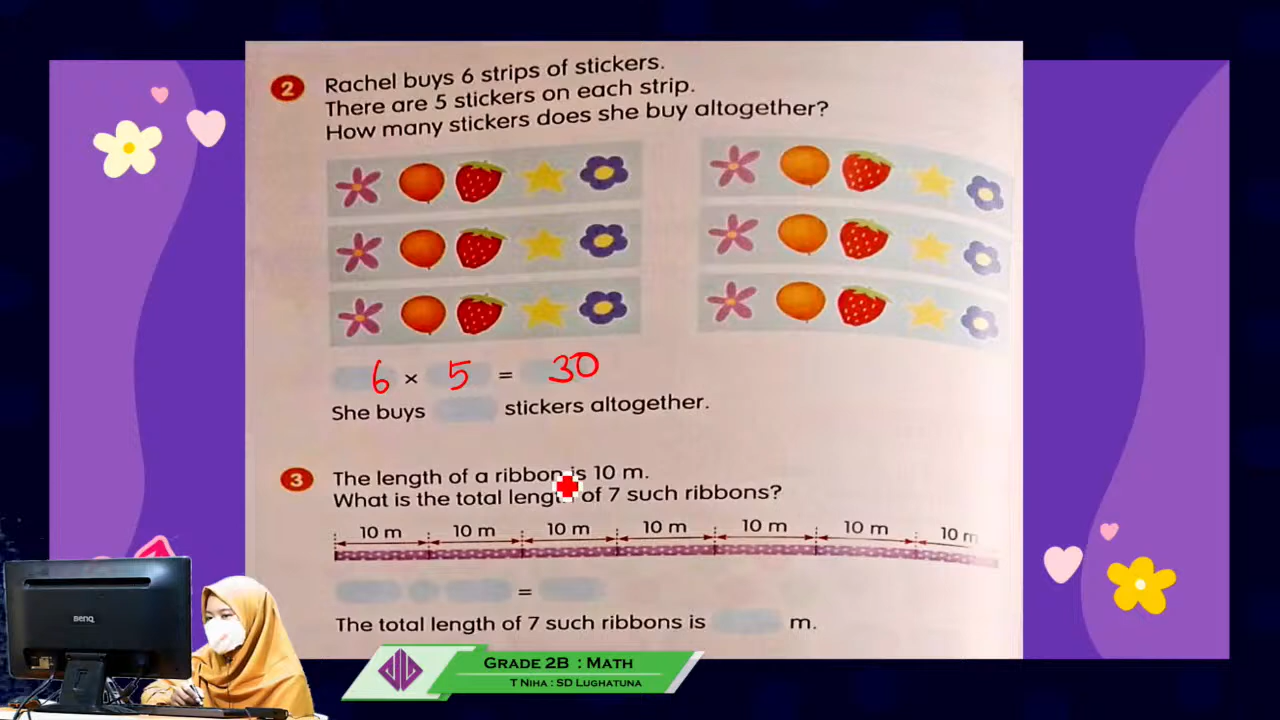 2
Rachel buys 6 strips of stickers.
There are 5 stickers on each strip.
How many stickers does she buy altogether?
6 × 5 = 30
She buys stickers altogether.
3
The length of a ribbon is 10 m.
What is the total length of 7 such ribbons?
10 m 10 m 10 m 10 m 10 m 10 m 10 m
=
The total length of 7 such ribbons is m.
BenQ
Grade 2B : Math
T Niha : SD Lughatuna